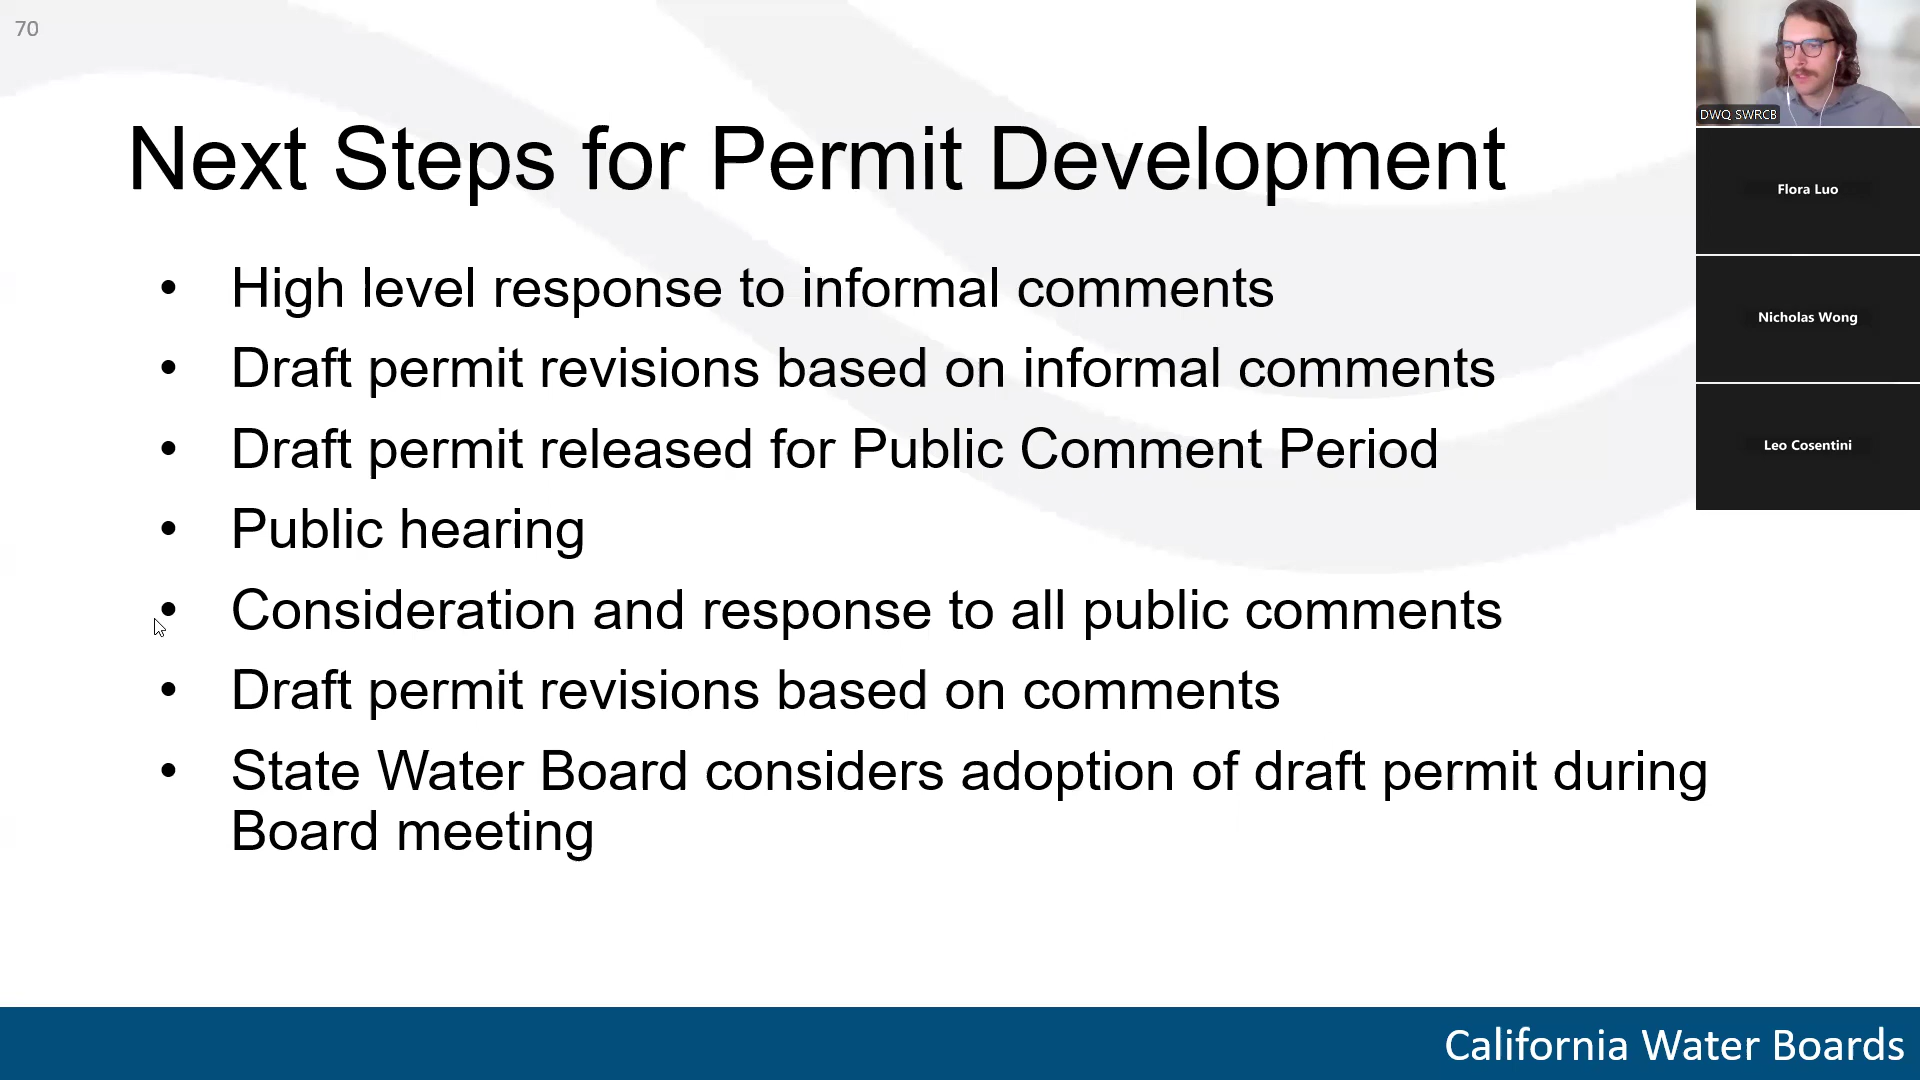 70
Next Steps for Permit Development
• High level response to informal comments
• Draft permit revisions based on informal comments
• Draft permit released for Public Comment Period
• Public hearing
• Consideration and response to all public comments
• Draft permit revisions based on comments
• State Water Board considers adoption of draft permit during
Board meeting
DWQ SWRCB
Flora Luo
Nicholas Wong
Leo Cosentini
California Water Boards